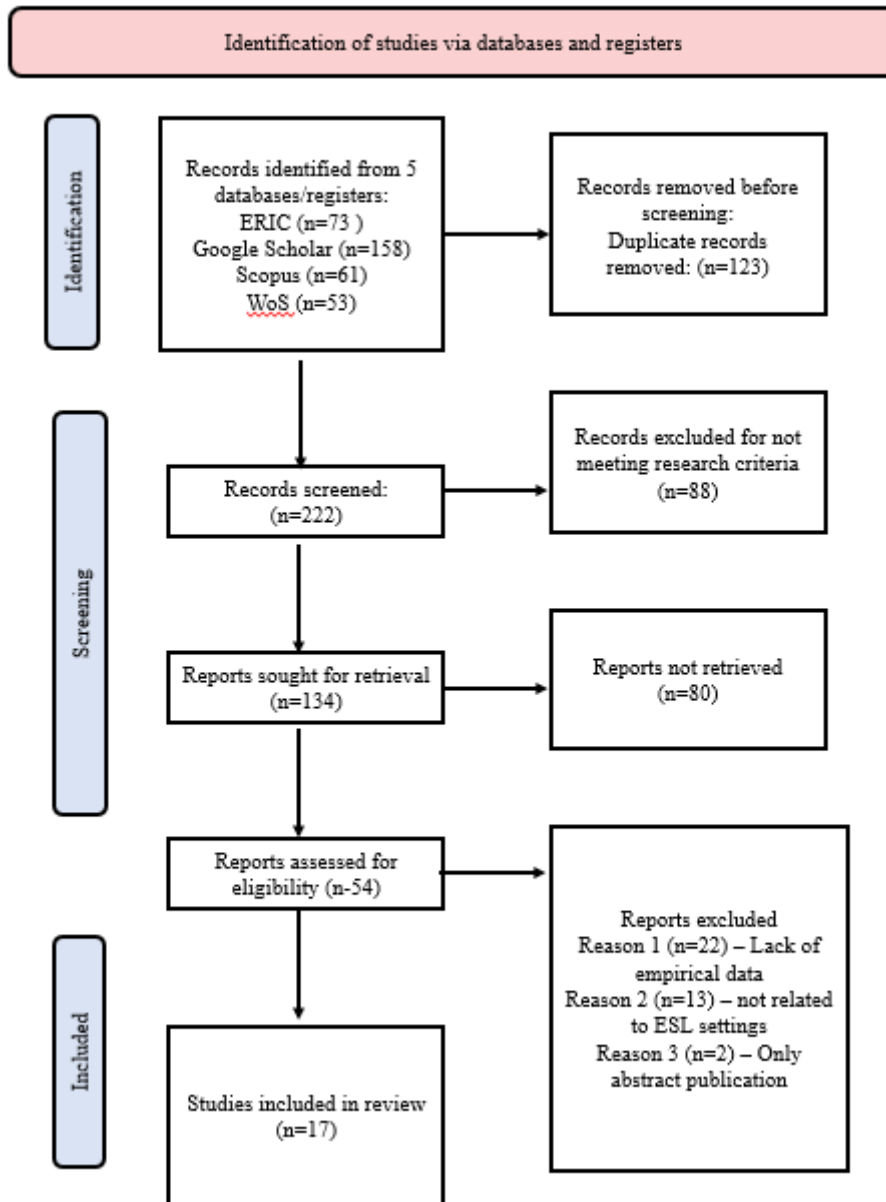 Identification of studies via databases and registers
Identification
Records identified from 5
databases/registers:
ERIC (n=73 )
Google Scholar (n=158)
Scopus (n=61)
WoS (n=53)
Records removed before
screening:
Duplicate records
removed: (n=123)
Screening
Records screened:
(n=222)
Records excluded for not
meeting research criteria
(n=88)
Reports sought for retrieval
(n=134)
Reports not retrieved
(n=80)
Reports assessed for
eligibility (n-54)
Reports excluded
Reason 1 (n=22) – Lack of
empirical data
Reason 2 (n=13) – not related
to ESL settings
Reason 3 (n=2) – Only
abstract publication
Included
Studies included in review
(n=17)